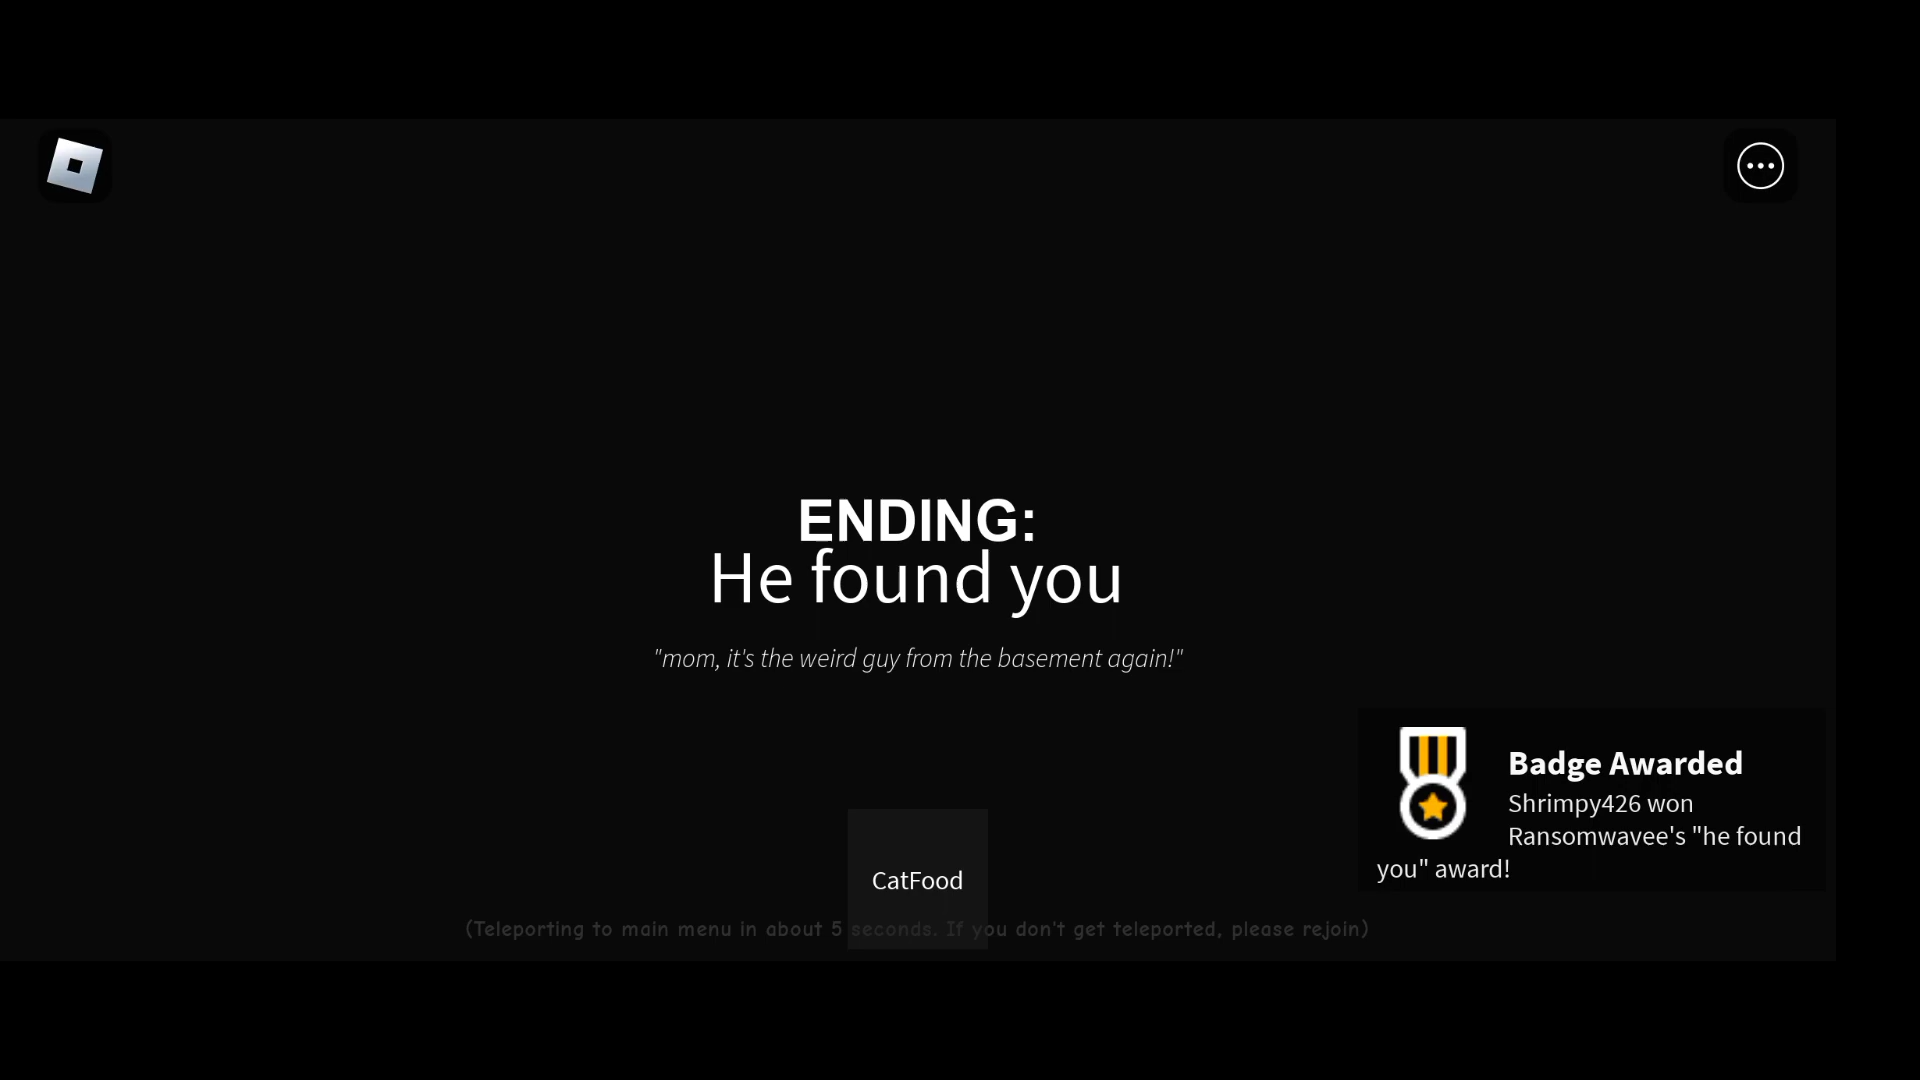 ENDING:
He found you
"mom, it's the weird guy from the basement again!"
Badge Awarded
Shrimpy426 won
Ransomwavee's "he found
you" award!
CatFood
(Teleporting to main menu in about 5 seconds. If you don't get teleported, please rejoin)